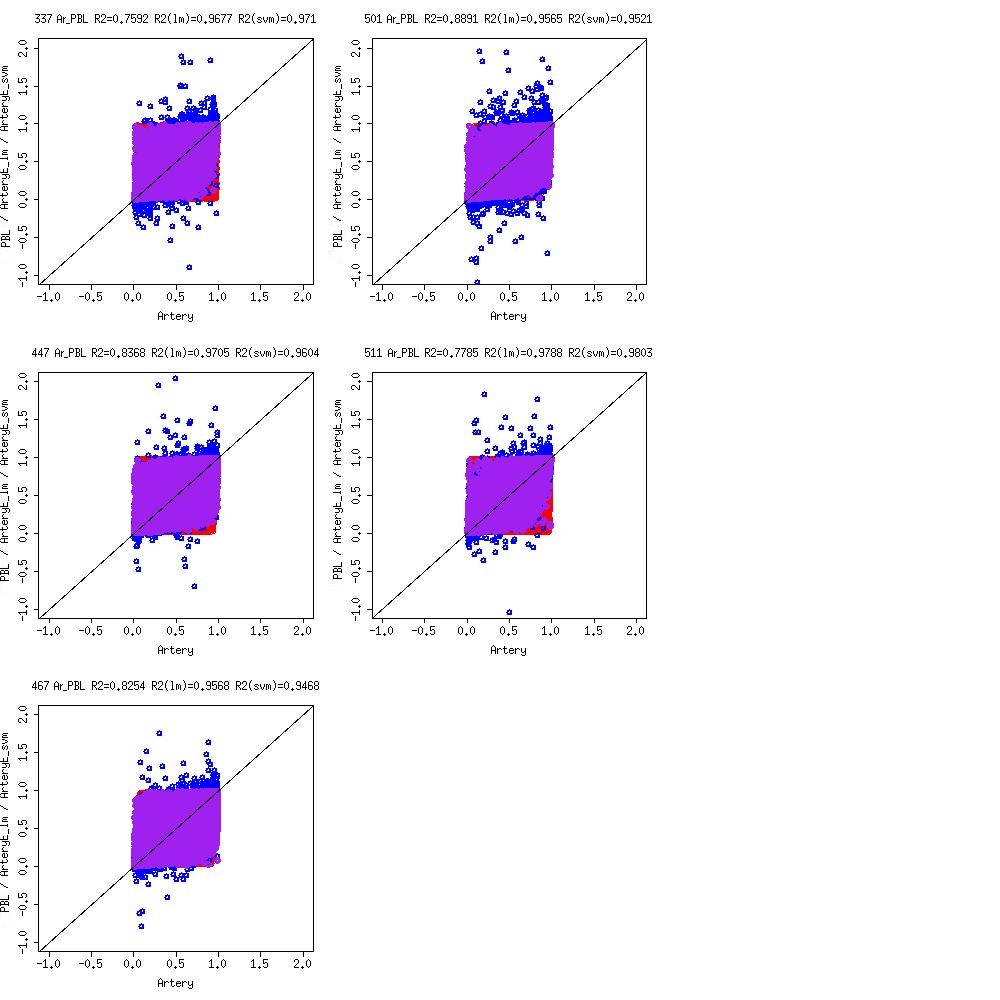 337 Ar_PBL R2=0.7592 R2(lm)=0.9677 R2(svm)=0.971
501 Ar_PBL R2=0.8891 R2(lm)=0.9565 R2(svm)=0.9521
PBL / ArteryE_lm / ArteryE_svm
2.0
1.5
1.0
0.5
0.0
-0.5
-1.0
-1.0 -0.5 0.0 0.5 1.0 1.5 2.0
Artery
PBL / ArteryE_lm / ArteryE_svm
2.0
1.5
1.0
0.5
0.0
-0.5
-1.0
-1.0 -0.5 0.0 0.5 1.0 1.5 2.0
Artery
447 Ar_PBL R2=0.8368 R2(lm)=0.9705 R2(svm)=0.9604
511 Ar_PBL R2=0.7785 R2(lm)=0.9788 R2(svm)=0.9803
PBL / ArteryE_lm / ArteryE_svm
2.0
1.5
1.0
0.5
0.0
-0.5
-1.0
-1.0 -0.5 0.0 0.5 1.0 1.5 2.0
Artery
PBL / ArteryE_lm / ArteryE_svm
2.0
1.5
1.0
0.5
0.0
-0.5
-1.0
-1.0 -0.5 0.0 0.5 1.0 1.5 2.0
Artery
467 Ar_PBL R2=0.8254 R2(lm)=0.9568 R2(svm)=0.9468
PBL / ArteryE_lm / ArteryE_svm
2.0
1.5
1.0
0.5
0.0
-0.5
-1.0
-1.0 -0.5 0.0 0.5 1.0 1.5 2.0
Artery